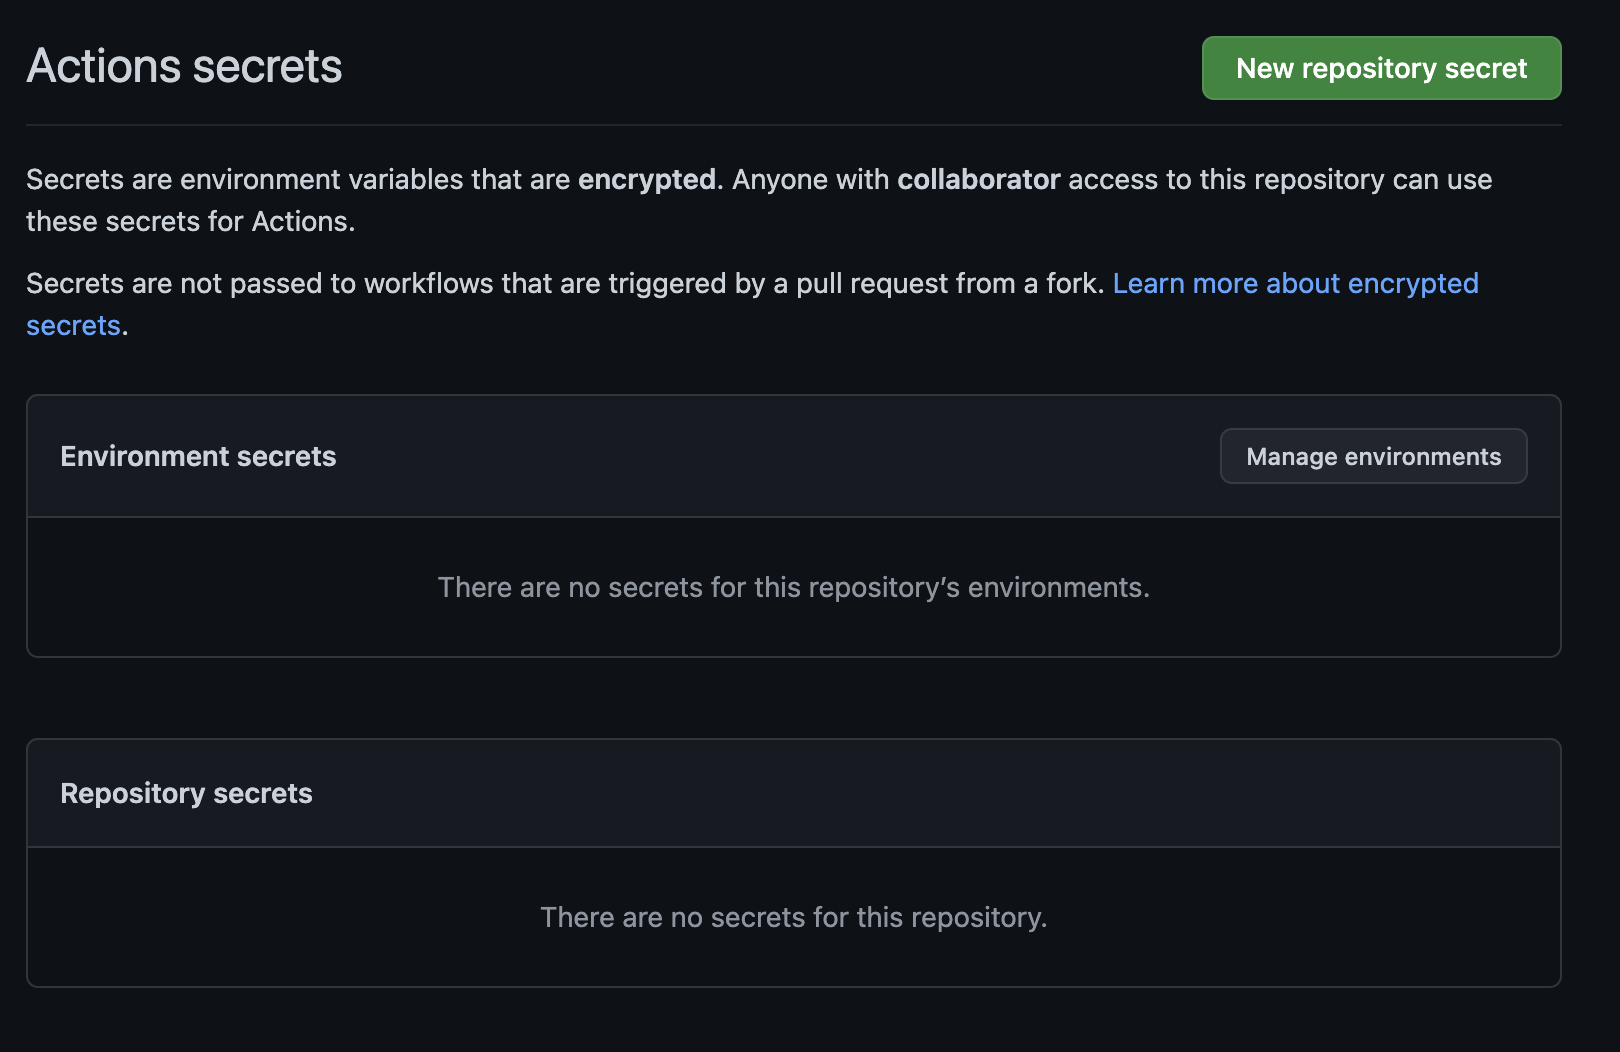 Actions secrets
New repository secret
Secrets are environment variables that are encrypted. Anyone with collaborator access to this repository can use
these secrets for Actions.
Secrets are not passed to workflows that are triggered by a pull request from a fork. Learn more about encrypted
secrets.
Environment secrets
Manage environments
There are no secrets for this repository’s environments.
Repository secrets
There are no secrets for this repository.